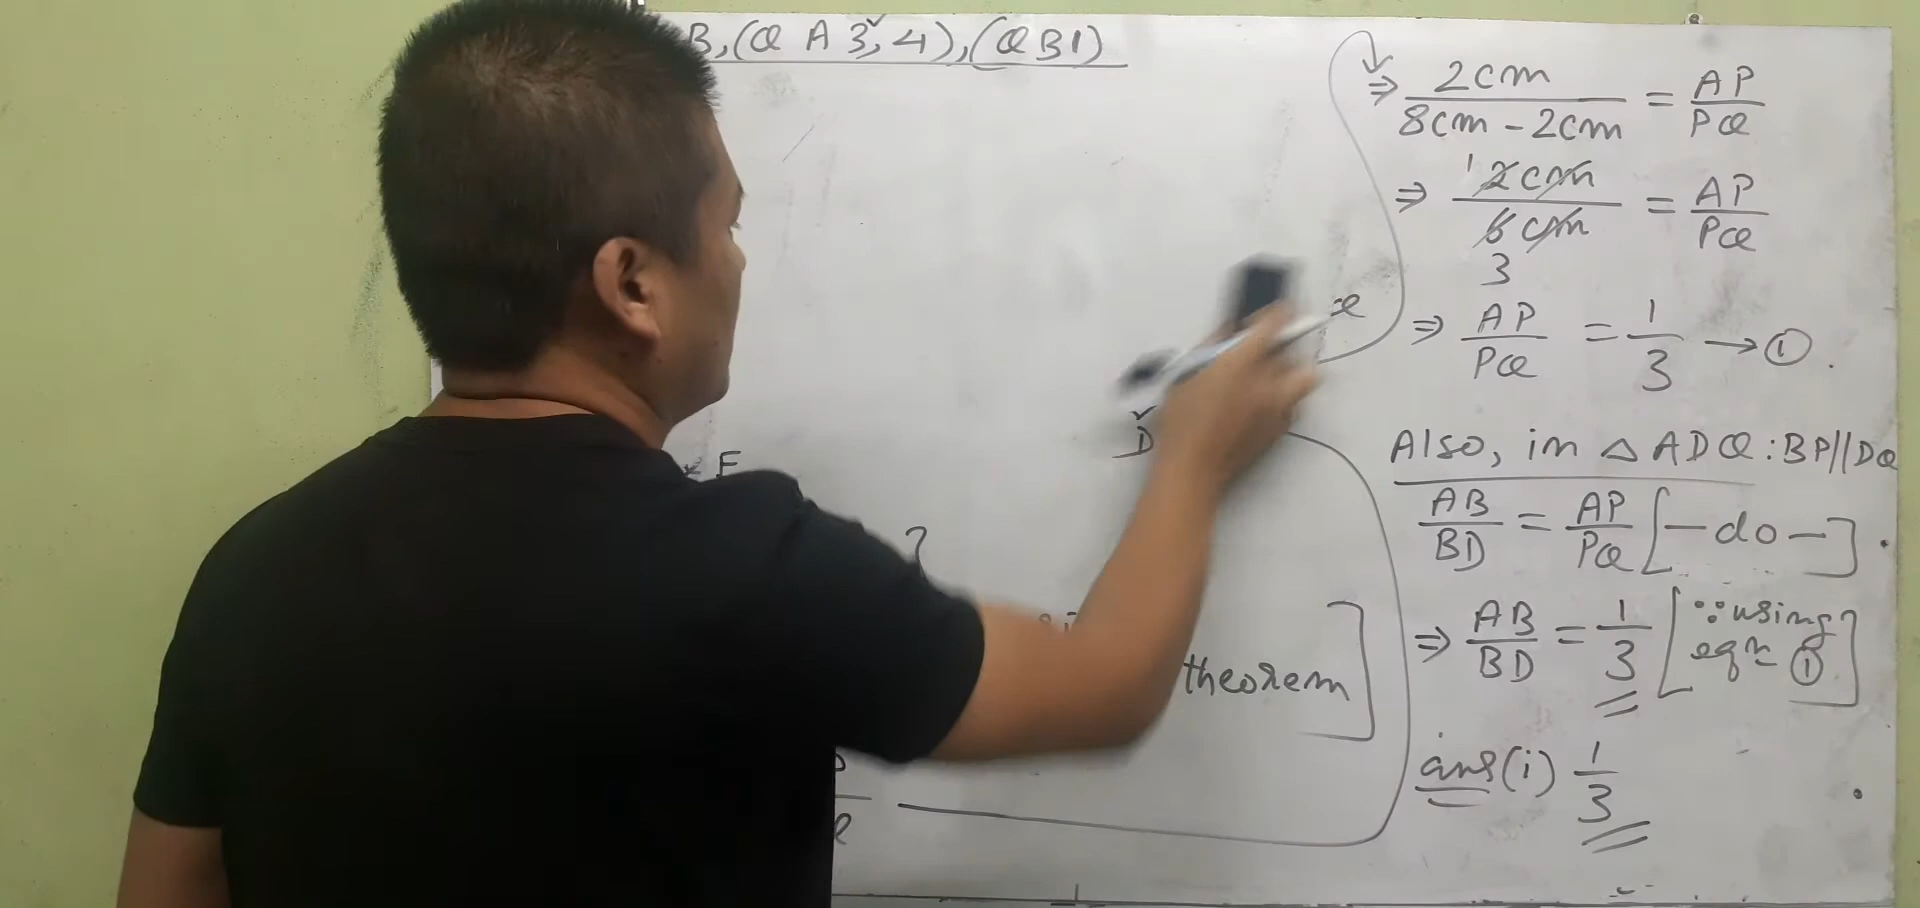 B, (Q A 3, 4), (Q B 1)
E
D
Q
theorem
⇒ 2cm / 8cm - 2cm = AP / PQ
⇒ 1 2cm / 6cm 3 = AP / PQ
⇒ AP / PQ = 1 / 3 → ①.
Also, in △ ADQ : BP//DQ
AB / BD = AP / PQ [— do —].
⇒ AB / BD = 1 / 3 [∵ using eqn ①]
ans (i) 1 / 3